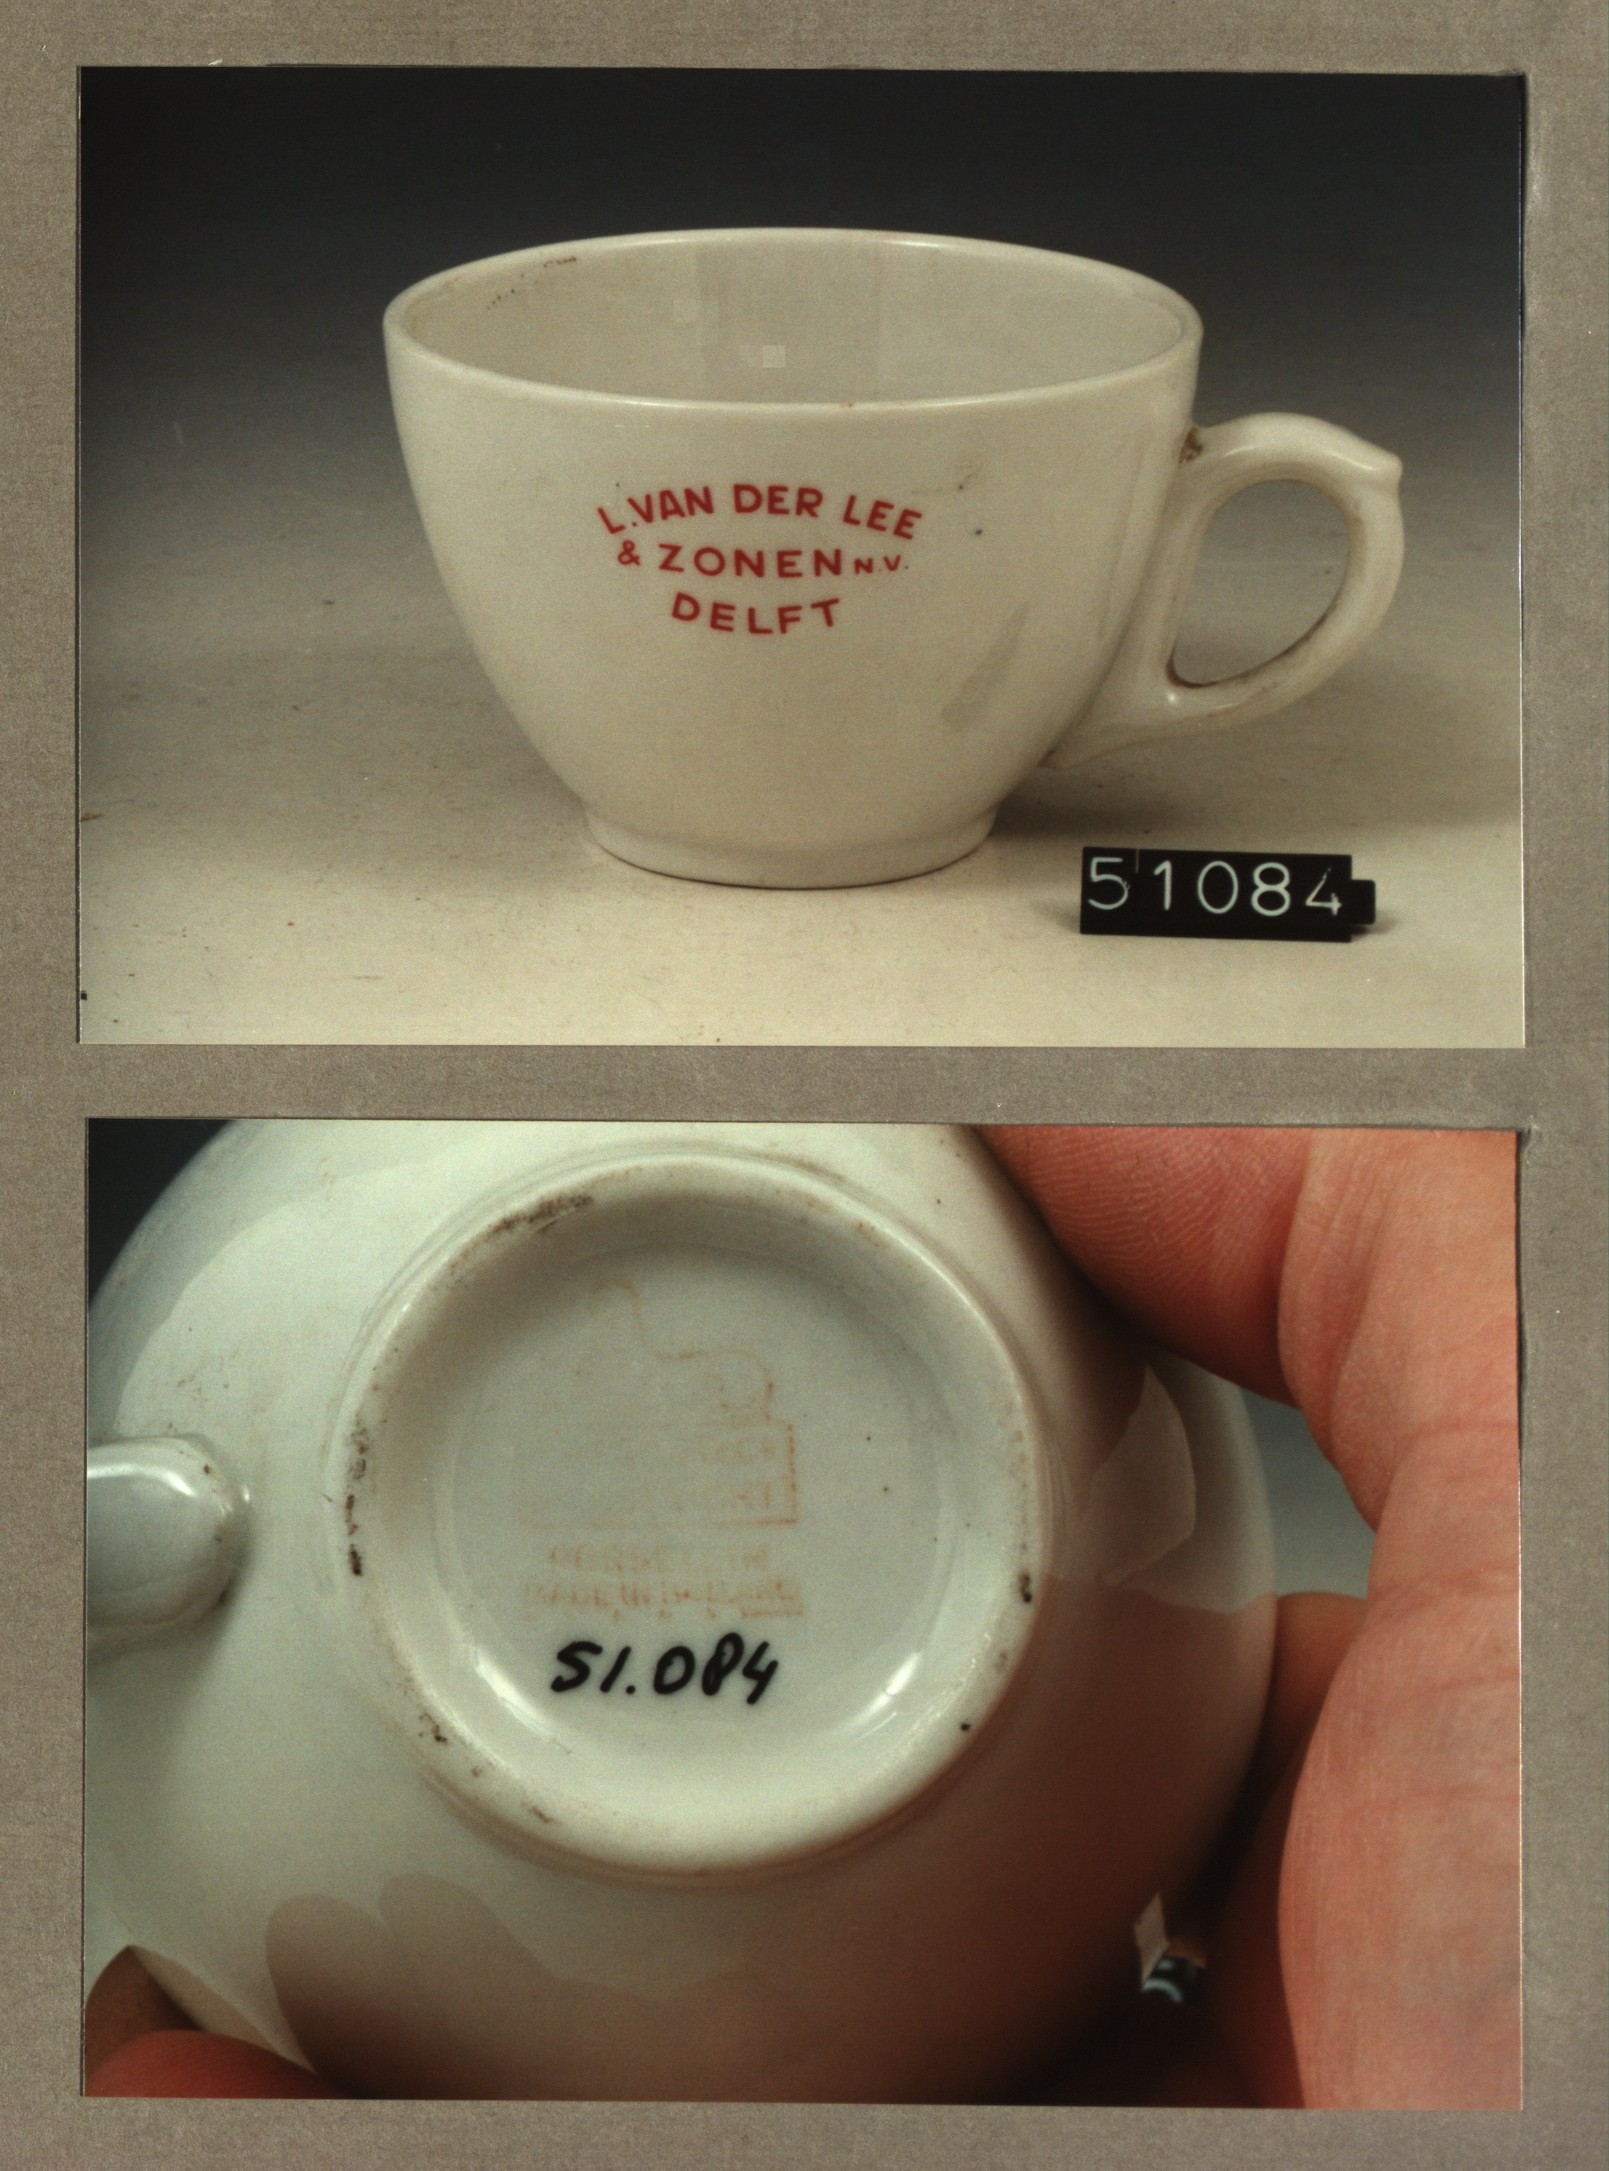 L. VAN DER LEE
& ZONEN N.V.
DELFT
51084
51.084